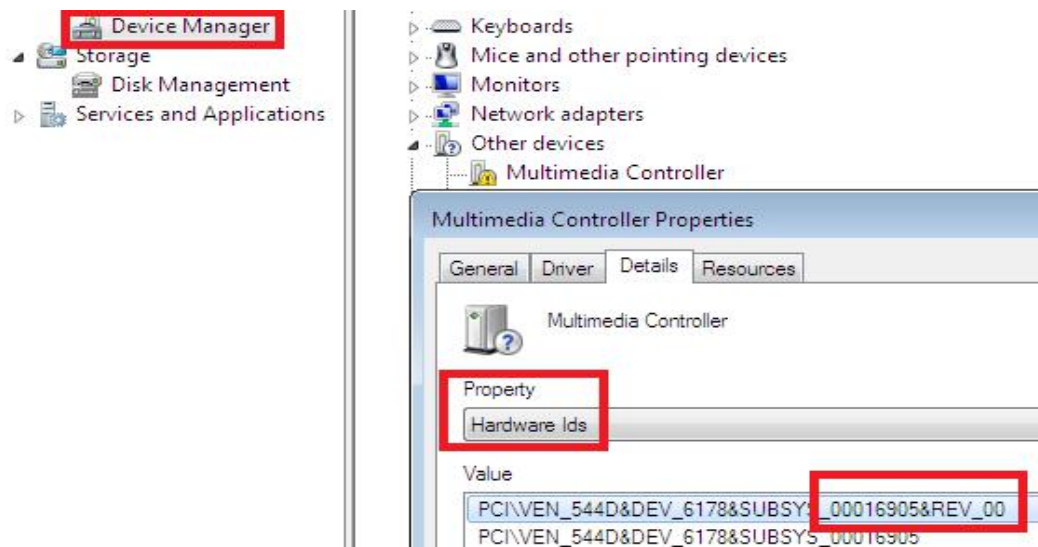 Device Manager
Storage
Disk Management
Services and Applications
Keyboards
Mice and other pointing devices
Monitors
Network adapters
Other devices
Multimedia Controller
Multimedia Controller Properties
General Driver Details Resources
Multimedia Controller
Property
Hardware Ids
Value
PCI\VEN_544D&DEV_6178&SUBSYS_00016905&REV_00
PCI\VEN_544D&DEV_6178&SUBSYS_00016905